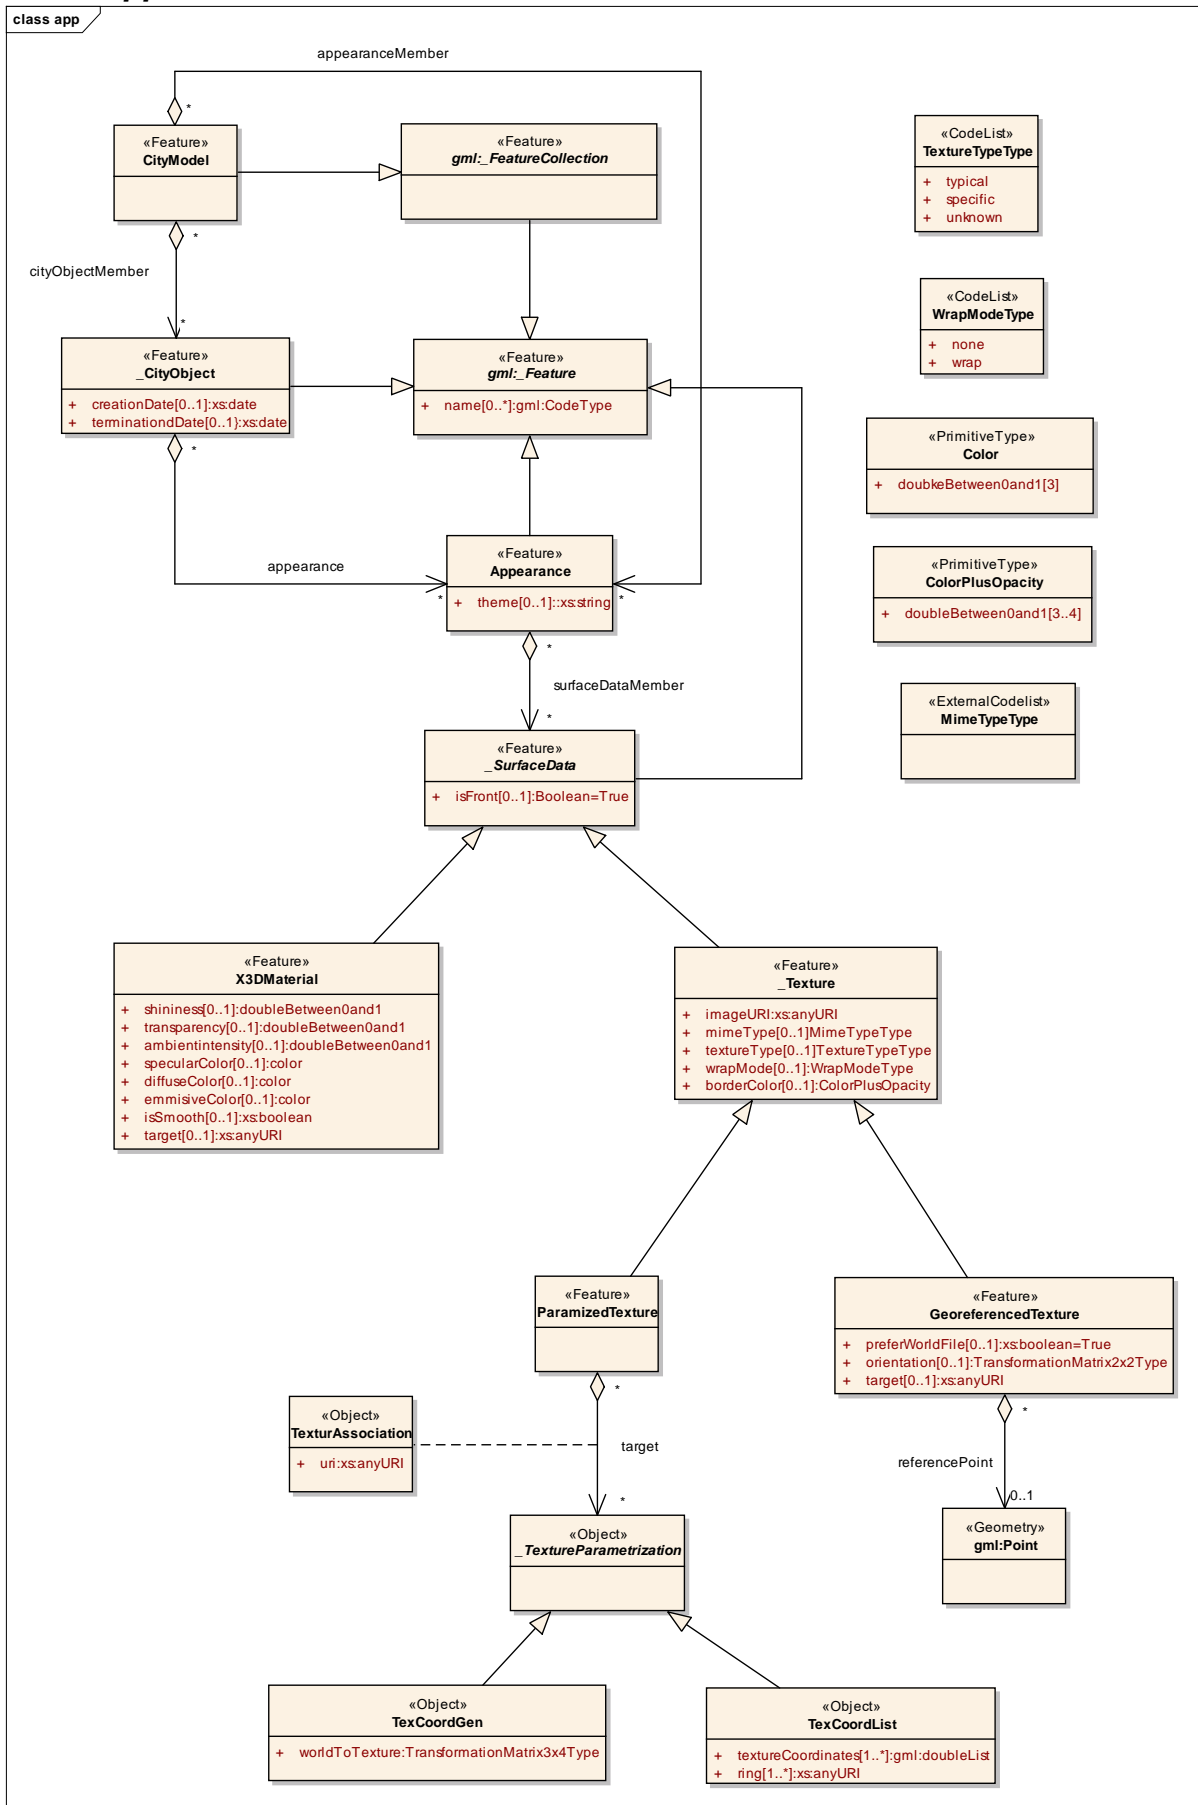 class app
appearanceMember
*
«Feature»
CityModel
«Feature»
gml:_FeatureCollection
«CodeList»
TextureTypeType
+ typical
+ specific
+ unknown
*
cityObjectMember
*
«CodeList»
WrapModeType
+ none
+ wrap
«Feature»
_CityObject
+ creationDate[0..1]:xs:date
+ terminationdDate[0..1}:xs:date
«Feature»
gml:_Feature
+ name[0..*]:gml:CodeType
*
«PrimitiveType»
Color
+ doubkeBetween0and1[3]
appearance
*
«Feature»
Appearance
+ theme[0..1]::xs:string
*
«PrimitiveType»
ColorPlusOpacity
+ doubleBetween0and1[3..4]
*
surfaceDataMember
*
«ExternalCodelist»
MimeTypeType
«Feature»
_SurfaceData
+ isFront[0..1]:Boolean=True
«Feature»
X3DMaterial
+ shininess[0..1]:doubleBetween0and1
+ transparency[0..1]:doubleBetween0and1
+ ambientintensity[0..1]:doubleBetween0and1
+ specularColor[0..1]:color
+ diffuseColor[0..1]:color
+ emmisiveColor[0..1]:color
+ isSmooth[0..1]:xs:boolean
+ target[0..1]:xs:anyURI
«Feature»
_Texture
+ imageURI:xs:anyURI
+ mimeType[0..1]MimeTypeType
+ textureType[0..1]TextureTypeType
+ wrapMode[0..1]:WrapModeType
+ borderColor[0..1]:ColorPlusOpacity
«Feature»
ParamizedTexture
«Feature»
GeoreferencedTexture
+ preferWorldFile[0..1]:xs:boolean=True
+ orientation[0..1]:TransformationMatrix2x2Type
+ target[0..1]:xs:anyURI
*
*
«Object»
TexturAssociation
+ uri:xs:anyURI
target
*
referencePoint
0..1
«Object»
_TextureParametrization
«Geometry»
gml:Point
«Object»
TexCoordGen
+ worldToTexture:TransformationMatrix3x4Type
«Object»
TexCoordList
+ textureCoordinates[1..*]:gml:doubleList
+ ring[1..*]:xs:anyURI